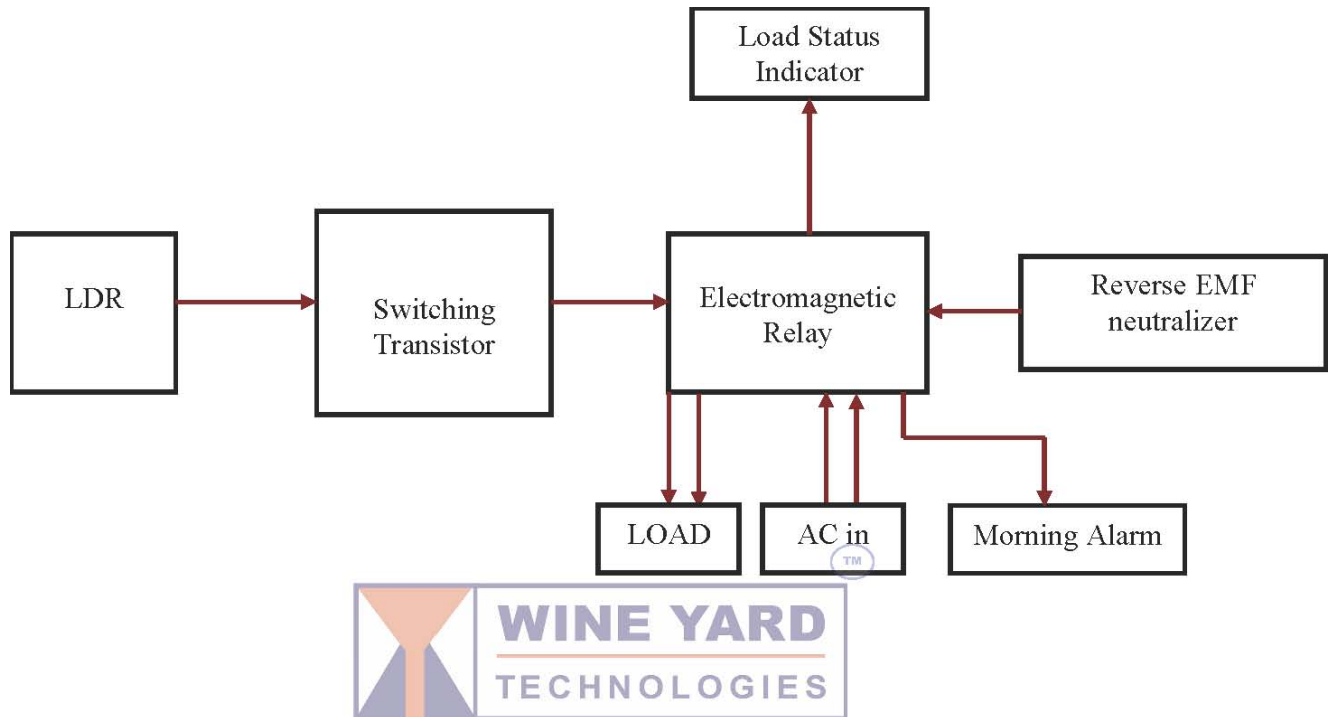 Load Status
Indicator
LDR
Switching
Transistor
Electromagnetic
Relay
Reverse EMF
neutralizer
LOAD
AC in
Morning Alarm
TM
WINE YARD
TECHNOLOGIES